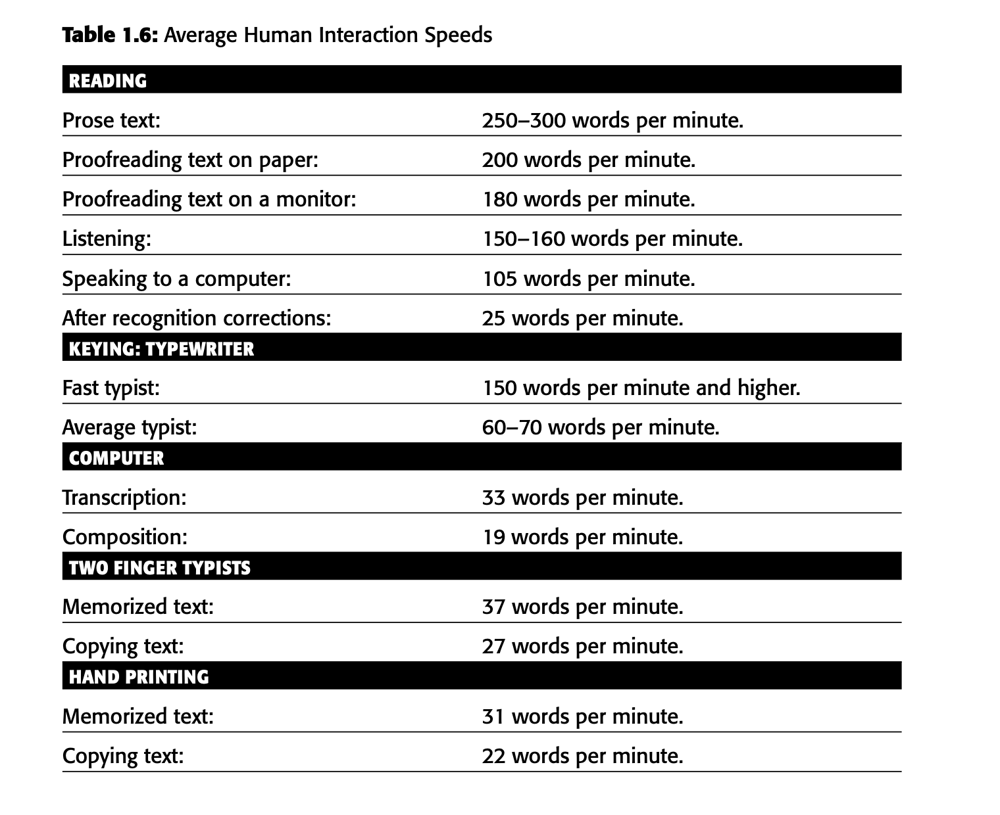 Table 1.6: Average Human Interaction Speeds
READING
Prose text: 250–300 words per minute.
Proofreading text on paper: 200 words per minute.
Proofreading text on a monitor: 180 words per minute.
Listening: 150–160 words per minute.
Speaking to a computer: 105 words per minute.
After recognition corrections: 25 words per minute.
KEYING: TYPEWRITER
Fast typist: 150 words per minute and higher.
Average typist: 60–70 words per minute.
COMPUTER
Transcription: 33 words per minute.
Composition: 19 words per minute.
TWO FINGER TYPISTS
Memorized text: 37 words per minute.
Copying text: 27 words per minute.
HAND PRINTING
Memorized text: 31 words per minute.
Copying text: 22 words per minute.